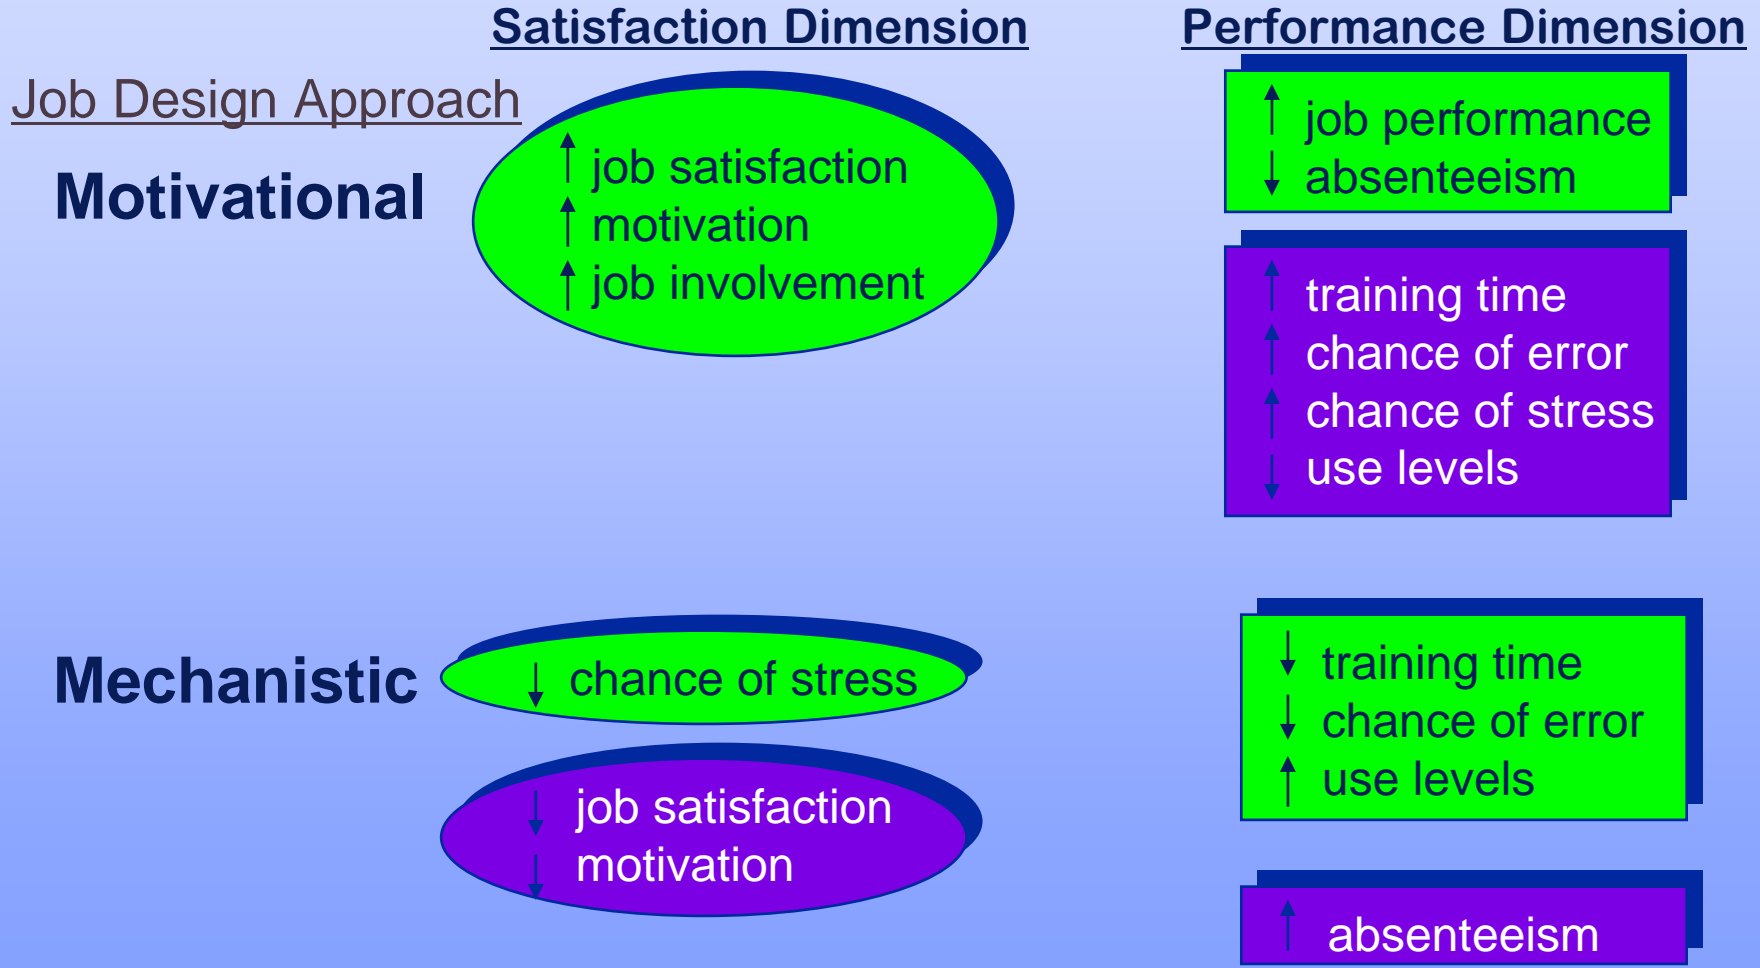 Satisfaction Dimension
Performance Dimension
Job Design Approach
Motivational
↑ job satisfaction
↑ motivation
↑ job involvement
↑ job performance
↓ absenteeism
↑ training time
↑ chance of error
↑ chance of stress
↓ use levels
Mechanistic
↓ chance of stress
↓ job satisfaction
↓ motivation
↓ training time
↓ chance of error
↑ use levels
↑ absenteeism